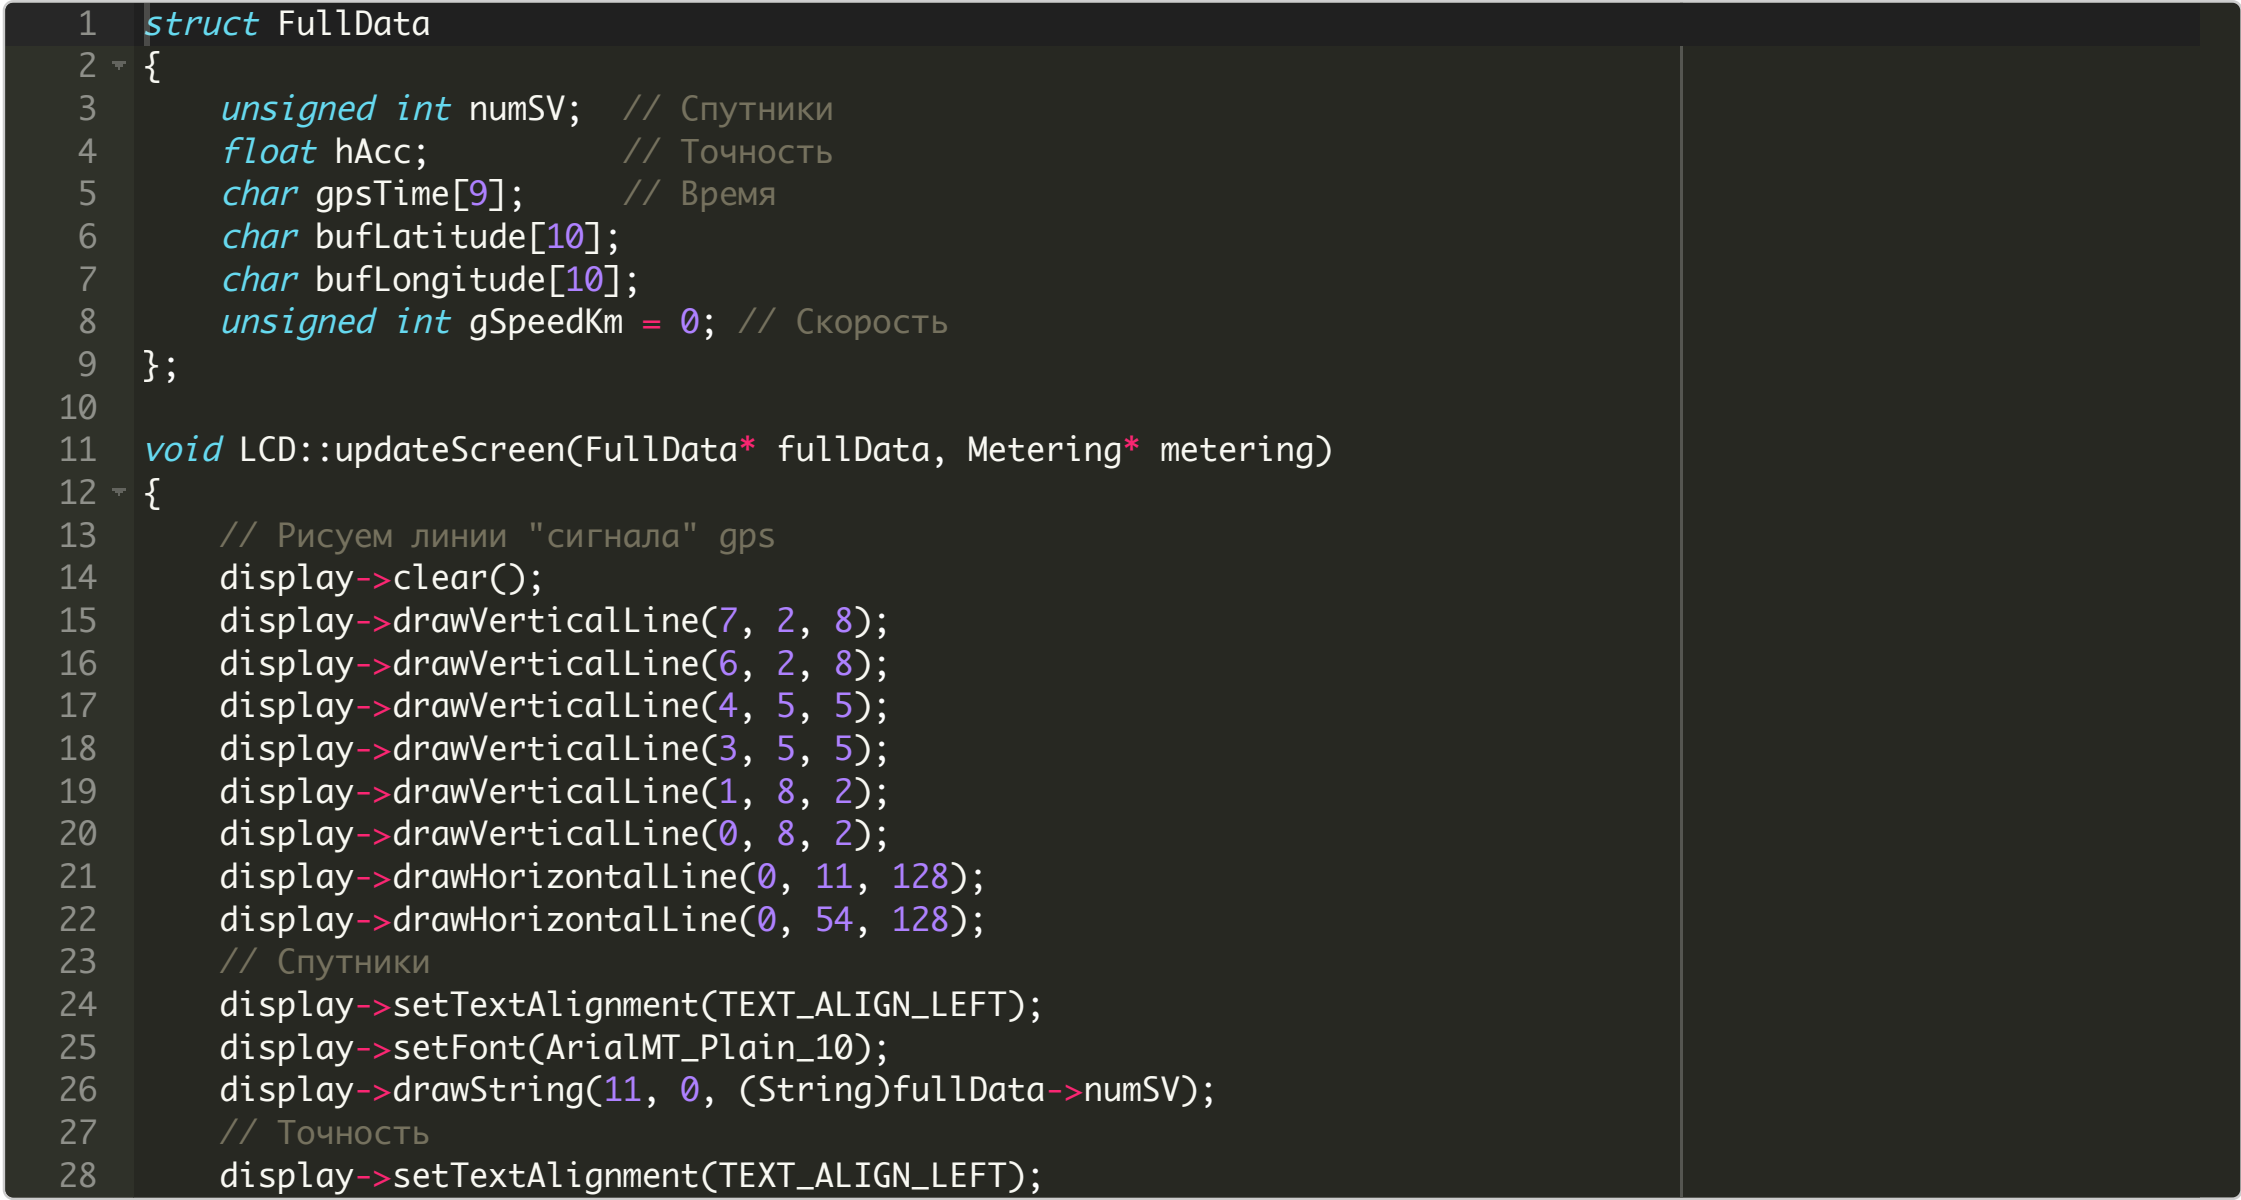 1 struct FullData
2 {
3     unsigned int numSV;  // Спутники
4     float hAcc;          // Точность
5     char gpsTime[9];     // Время
6     char bufLatitude[10];
7     char bufLongitude[10];
8     unsigned int gSpeedKm = 0; // Скорость
9 };
10
11 void LCD::updateScreen(FullData* fullData, Metering* metering)
12 {
13     // Рисуем линии "сигнала" gps
14     display->clear();
15     display->drawVerticalLine(7, 2, 8);
16     display->drawVerticalLine(6, 2, 8);
17     display->drawVerticalLine(4, 5, 5);
18     display->drawVerticalLine(3, 5, 5);
19     display->drawVerticalLine(1, 8, 2);
20     display->drawVerticalLine(0, 8, 2);
21     display->drawHorizontalLine(0, 11, 128);
22     display->drawHorizontalLine(0, 54, 128);
23     // Спутники
24     display->setTextAlignment(TEXT_ALIGN_LEFT);
25     display->setFont(ArialMT_Plain_10);
26     display->drawString(11, 0, (String)fullData->numSV);
27     // Точность
28     display->setTextAlignment(TEXT_ALIGN_LEFT);